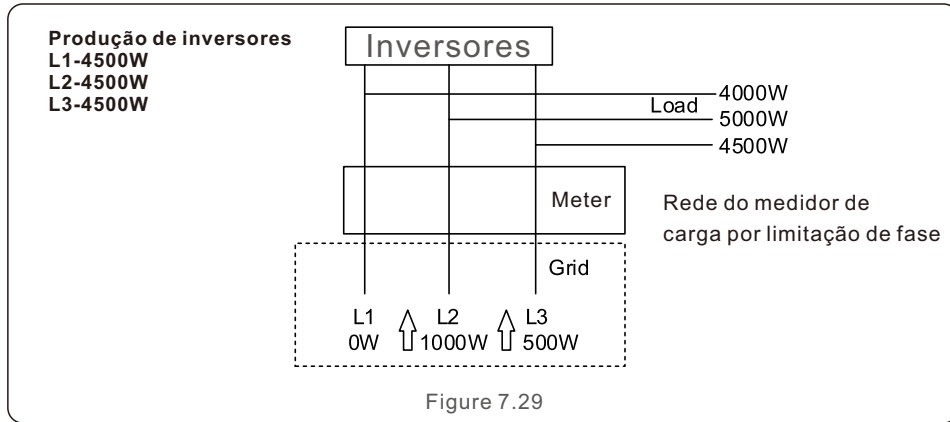 Produção de inversores
L1-4500W
L2-4500W
L3-4500W
Inversores
4000W
Load
5000W
4500W
Meter
Rede do medidor de
carga por limitação de fase
Grid
L1 L2 L3
0W 1000W 500W
Figure 7.29